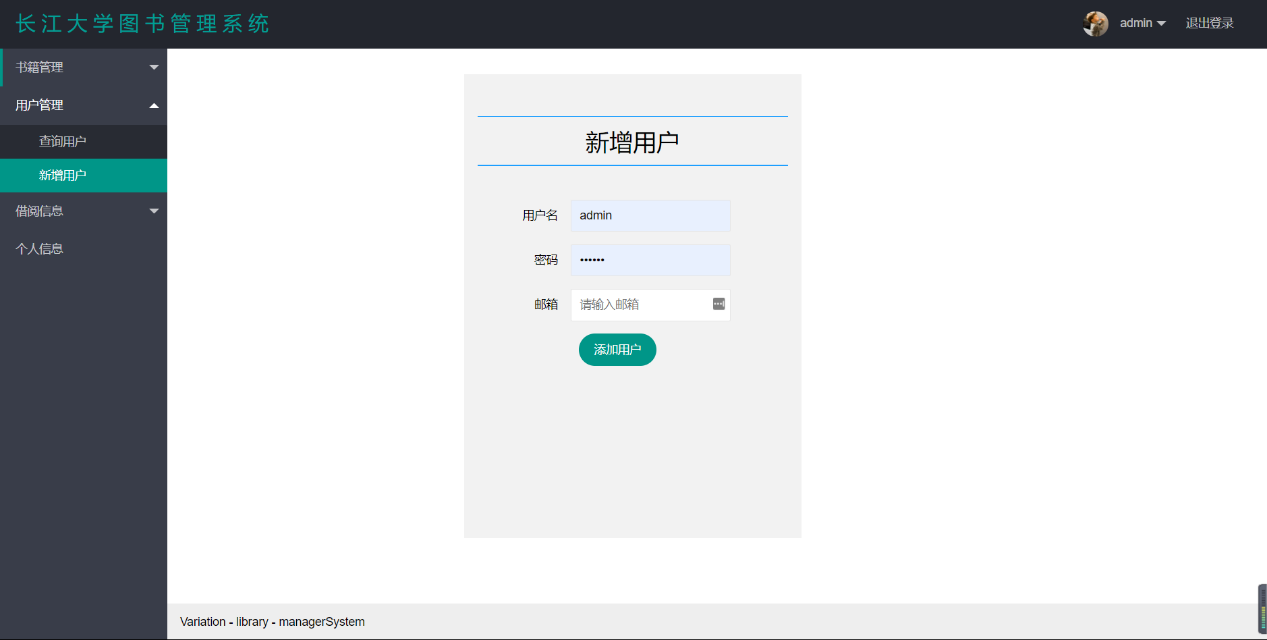 长江大学图书管理系统
admin 退出登录
书籍管理
用户管理
查询用户
新增用户
借阅信息
个人信息
新增用户
用户名 admin
密码 ••••••
邮箱 请输入邮箱
添加用户
Variation - library - managerSystem